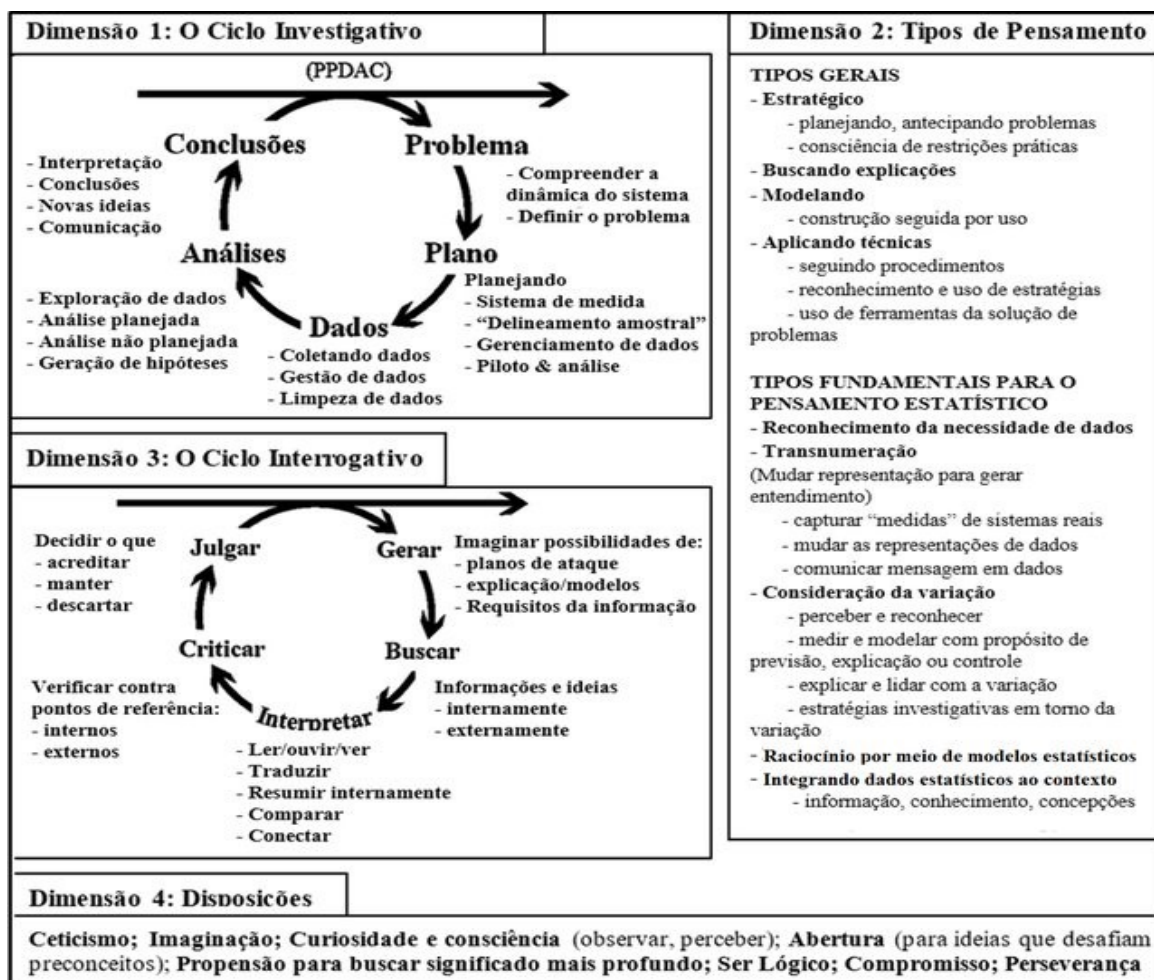 Dimensão 1: O Ciclo Investigativo
(PPDAC)
Conclusões
- Interpretação
- Conclusões
- Novas ideias
- Comunicação
Problema
- Compreender a
dinâmica do sistema
- Definir o problema
Análises
- Exploração de dados
- Análise planejada
- Análise não planejada
- Geração de hipóteses
Plano
Planejando
- Sistema de medida
- “Delineamento amostral”
- Gerenciamento de dados
- Piloto & análise
Dados
- Coletando dados
- Gestão de dados
- Limpeza de dados
Dimensão 2: Tipos de Pensamento
TIPOS GERAIS
- Estratégico
- planejando, antecipando problemas
- consciência de restrições práticas
- Buscando explicações
- Modelando
- construção seguida por uso
- Aplicando técnicas
- seguindo procedimentos
- reconhecimento e uso de estratégias
- uso de ferramentas da solução de
problemas
TIPOS FUNDAMENTAIS PARA O
PENSAMENTO ESTATÍSTICO
- Reconhecimento da necessidade de dados
- Transnumeração
(Mudar representação para gerar
entendimento)
- capturar “medidas” de sistemas reais
- mudar as representações de dados
- comunicar mensagem em dados
- Consideração da variação
- perceber e reconhecer
- medir e modelar com propósito de
previsão, explicação ou controle
- explicar e lidar com a variação
- estratégias investigativas em torno da
variação
- Raciocínio por meio de modelos estatísticos
- Integrando dados estatísticos ao contexto
- informação, conhecimento, concepções
Dimensão 3: O Ciclo Interrogativo
Julgar
Decidir o que
- acreditar
- manter
- descartar
Gerar
Imaginar possibilidades de:
- planos de ataque
- explicação/modelos
- Requisitos da informação
Criticar
Verificar contra
pontos de referência:
- internos
- externos
Buscar
Informações e ideias
- internamente
- externamente
Interpretar
- Ler/ouvir/ver
- Traduzir
- Resumir internamente
- Comparar
- Conectar
Dimensão 4: Disposições
Ceticismo; Imaginação; Curiosidade e consciência (observar, perceber); Abertura (para ideias que desafiam
preconceitos); Propensão para buscar significado mais profundo; Ser Lógico; Compromisso; Perseverança